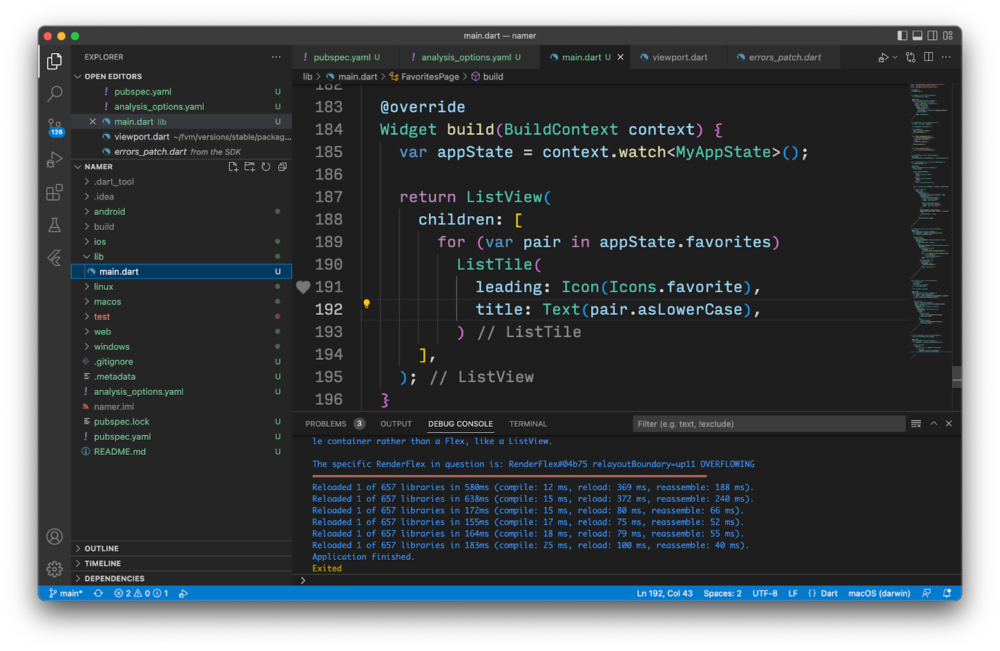 main.dart — namer
EXPLORER
OPEN EDITORS
! pubspec.yaml U
! analysis_options.yaml U
main.dart lib U
viewport.dart ~/fvm/versions/stable/packag...
errors_patch.dart from the SDK
NAMER
.dart_tool
.idea
android
build
ios
lib
main.dart U
linux
macos
test
web
windows
.gitignore U
.metadata U
! analysis_options.yaml U
namer.iml
pubspec.lock U
! pubspec.yaml U
README.md U
OUTLINE
TIMELINE
DEPENDENCIES
126
! pubspec.yaml U
! analysis_options.yaml U
main.dart U
viewport.dart
errors_patch.dart
lib > main.dart > FavoritesPage > build
182
183 @override
184 Widget build(BuildContext context) {
185 var appState = context.watch<MyAppState>();
186
187 return ListView(
188 children: [
189 for (var pair in appState.favorites)
190 ListTile(
191 leading: Icon(Icons.favorite),
192 title: Text(pair.asLowerCase),
193 ) // ListTile
194 ],
195 ); // ListView
196 }
PROBLEMS 3 OUTPUT DEBUG CONSOLE TERMINAL
Filter (e.g. text, !exclude)
le container rather than a Flex, like a ListView.
The specific RenderFlex in question is: RenderFlex#04b75 relayoutBoundary=up11 OVERFLOWING
Reloaded 1 of 657 libraries in 580ms (compile: 12 ms, reload: 369 ms, reassemble: 188 ms).
Reloaded 1 of 657 libraries in 638ms (compile: 15 ms, reload: 372 ms, reassemble: 240 ms).
Reloaded 1 of 657 libraries in 172ms (compile: 15 ms, reload: 80 ms, reassemble: 66 ms).
Reloaded 1 of 657 libraries in 155ms (compile: 17 ms, reload: 75 ms, reassemble: 52 ms).
Reloaded 1 of 657 libraries in 164ms (compile: 18 ms, reload: 79 ms, reassemble: 55 ms).
Reloaded 1 of 657 libraries in 183ms (compile: 25 ms, reload: 100 ms, reassemble: 40 ms).
Application finished.
Exited
>
main* 2 0 1
Ln 192, Col 43 Spaces: 2 UTF-8 LF {} Dart macOS (darwin)